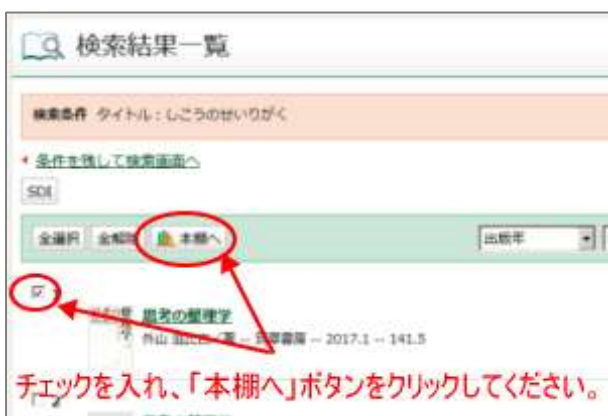 検索結果一覧
検索条件 タイトル:しこうのせいりがく
条件を残して検索画面へ
SDI
全選択 全解除 本棚へ 出版年
思考の整理学
外山 滋比古／著 -- 筑摩書房 -- 2017.1 -- 141.5
チェックを入れ、「本棚へ」ボタンをクリックしてください。